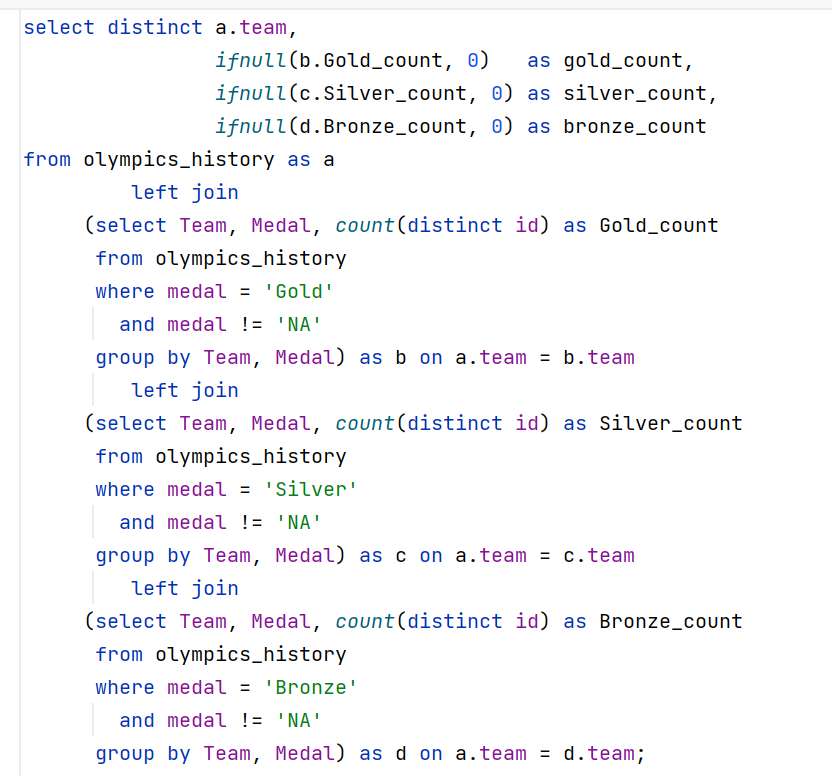 select distinct a.team,
                ifnull(b.Gold_count, 0)   as gold_count,
                ifnull(c.Silver_count, 0) as silver_count,
                ifnull(d.Bronze_count, 0) as bronze_count
from olympics_history as a
         left join
     (select Team, Medal, count(distinct id) as Gold_count
      from olympics_history
      where medal = 'Gold'
        and medal != 'NA'
      group by Team, Medal) as b on a.team = b.team
         left join
     (select Team, Medal, count(distinct id) as Silver_count
      from olympics_history
      where medal = 'Silver'
        and medal != 'NA'
      group by Team, Medal) as c on a.team = c.team
         left join
     (select Team, Medal, count(distinct id) as Bronze_count
      from olympics_history
      where medal = 'Bronze'
        and medal != 'NA'
      group by Team, Medal) as d on a.team = d.team;